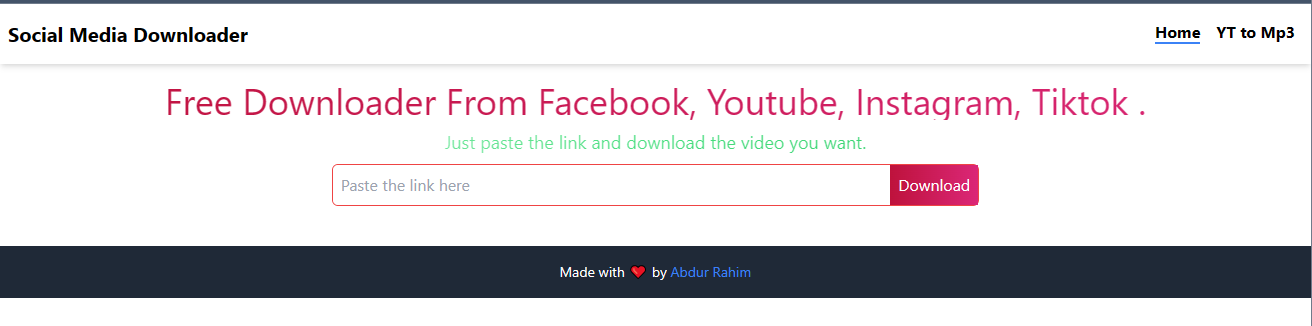 Social Media Downloader
Home YT to Mp3
Free Downloader From Facebook, Youtube, Instagram, Tiktok .
Just paste the link and download the video you want.
Paste the link here
Download
Made with ❤️ by Abdur Rahim